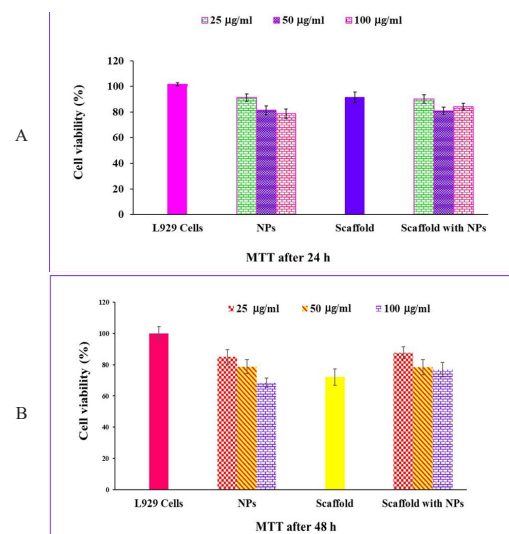 A
25 µg/ml 50 µg/ml 100 µg/ml
Cell viability (%)
120
100
80
60
40
20
0
L929 Cells NPs Scaffold Scaffold with NPs
MTT after 24 h
B
25 µg/ml 50 µg/ml 100 µg/ml
Cell viability (%)
120
100
80
60
40
20
0
L929 Cells NPs Scaffold Scaffold with NPs
MTT after 48 h